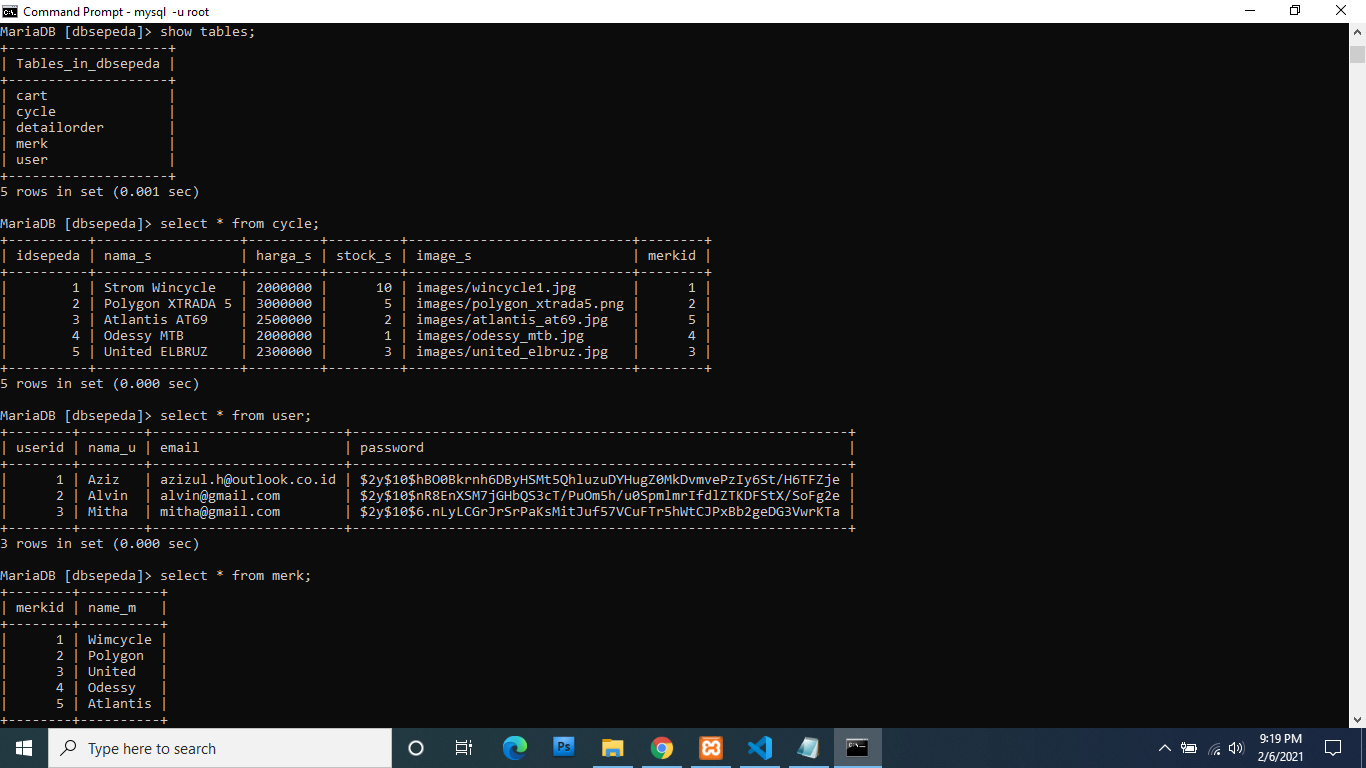 Command Prompt - mysql -u root
MariaDB [dbsepeda]> show tables;
+--------------------+
| Tables_in_dbsepeda |
+--------------------+
| cart               |
| cycle              |
| detailorder        |
| merk               |
| user               |
+--------------------+
5 rows in set (0.001 sec)
MariaDB [dbsepeda]> select * from cycle;
+----------+------------------+---------+---------+----------------------------+--------+
| idsepeda | nama_s           | harga_s | stock_s | image_s                    | merkid |
+----------+------------------+---------+---------+----------------------------+--------+
|        1 | Strom Wincycle   | 2000000 |      10 | images/wincycle1.jpg       |      1 |
|        2 | Polygon XTRADA 5 | 3000000 |       5 | images/polygon_xtrada5.png |      2 |
|        3 | Atlantis AT69    | 2500000 |       2 | images/atlantis_at69.jpg   |      5 |
|        4 | Odessy MTB       | 2000000 |       1 | images/odessy_mtb.jpg      |      4 |
|        5 | United ELBRUZ    | 2300000 |       3 | images/united_elbruz.jpg   |      3 |
+----------+------------------+---------+---------+----------------------------+--------+
5 rows in set (0.000 sec)
MariaDB [dbsepeda]> select * from user;
+--------+--------+-----------------------+--------------------------------------------------------------+
| userid | nama_u | email                 | password                                                     |
+--------+--------+-----------------------+--------------------------------------------------------------+
|      1 | Aziz   | azizul.h@outlook.co.id | $2y$10$hBO0Bkrnh6DByHSMt5QhluzuDYHugZ0MkDvmvePzIy6St/H6TFZje |
|      2 | Alvin  | alvin@gmail.com       | $2y$10$nR8EnXSM7jGHbQS3cT/PuOm5h/u0SpmlmrIfdlZTKDFStX/SoFg2e |
|      3 | Mitha  | mitha@gmail.com       | $2y$10$6.nLyLCGrJrSrPaKsMitJuf57VCuFTr5hWtCJPxBb2geDG3VwrKTa |
+--------+--------+-----------------------+--------------------------------------------------------------+
3 rows in set (0.000 sec)
MariaDB [dbsepeda]> select * from merk;
+--------+----------+
| merkid | name_m   |
+--------+----------+
|      1 | Wimcycle |
|      2 | Polygon  |
|      3 | United   |
|      4 | Odessy   |
|      5 | Atlantis |
+--------+----------+
Type here to search
Ps
9:19 PM
2/6/2021